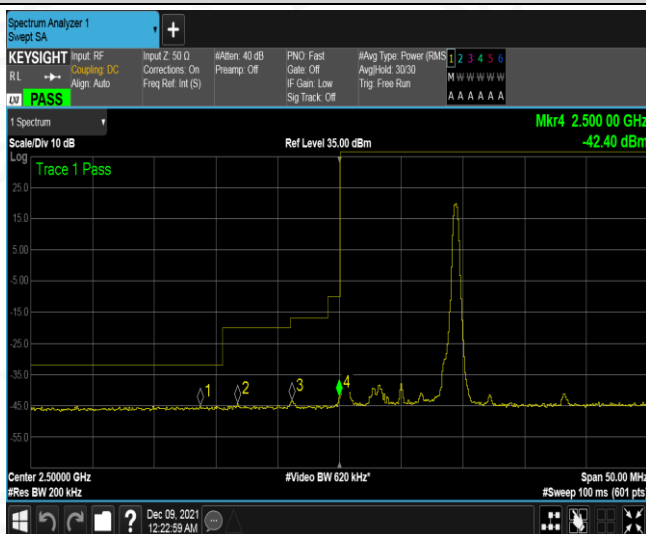 Spectrum Analyzer 1
Swept SA
+
KEYSIGHT
RL
LXI PASS
Input: RF
Coupling: DC
Align: Auto
Input Z: 50 Ω
Corrections: On
Freq Ref: Int (S)
#Atten: 40 dB
Preamp: Off
PNO: Fast
Gate: Off
IF Gain: Low
Sig Track: Off
#Avg Type: Power (RMS
Avg|Hold: 30/30
Trig: Free Run
1 2 3 4 5 6
M W W W W W
A A A A A A
1 Spectrum
Scale/Div 10 dB
Ref Level 35.00 dBm
Mkr4 2.500 00 GHz
-42.40 dBm
Log
Trace 1 Pass
25.0
15.0
5.00
-5.00
-15.0
-25.0
-35.0
-45.0
-55.0
1
2
3
4
Center 2.50000 GHz
#Res BW 200 kHz
#Video BW 620 kHz*
Span 50.00 MHz
#Sweep 100 ms (601 pts)
?
Dec 09, 2021
12:22:59 AM